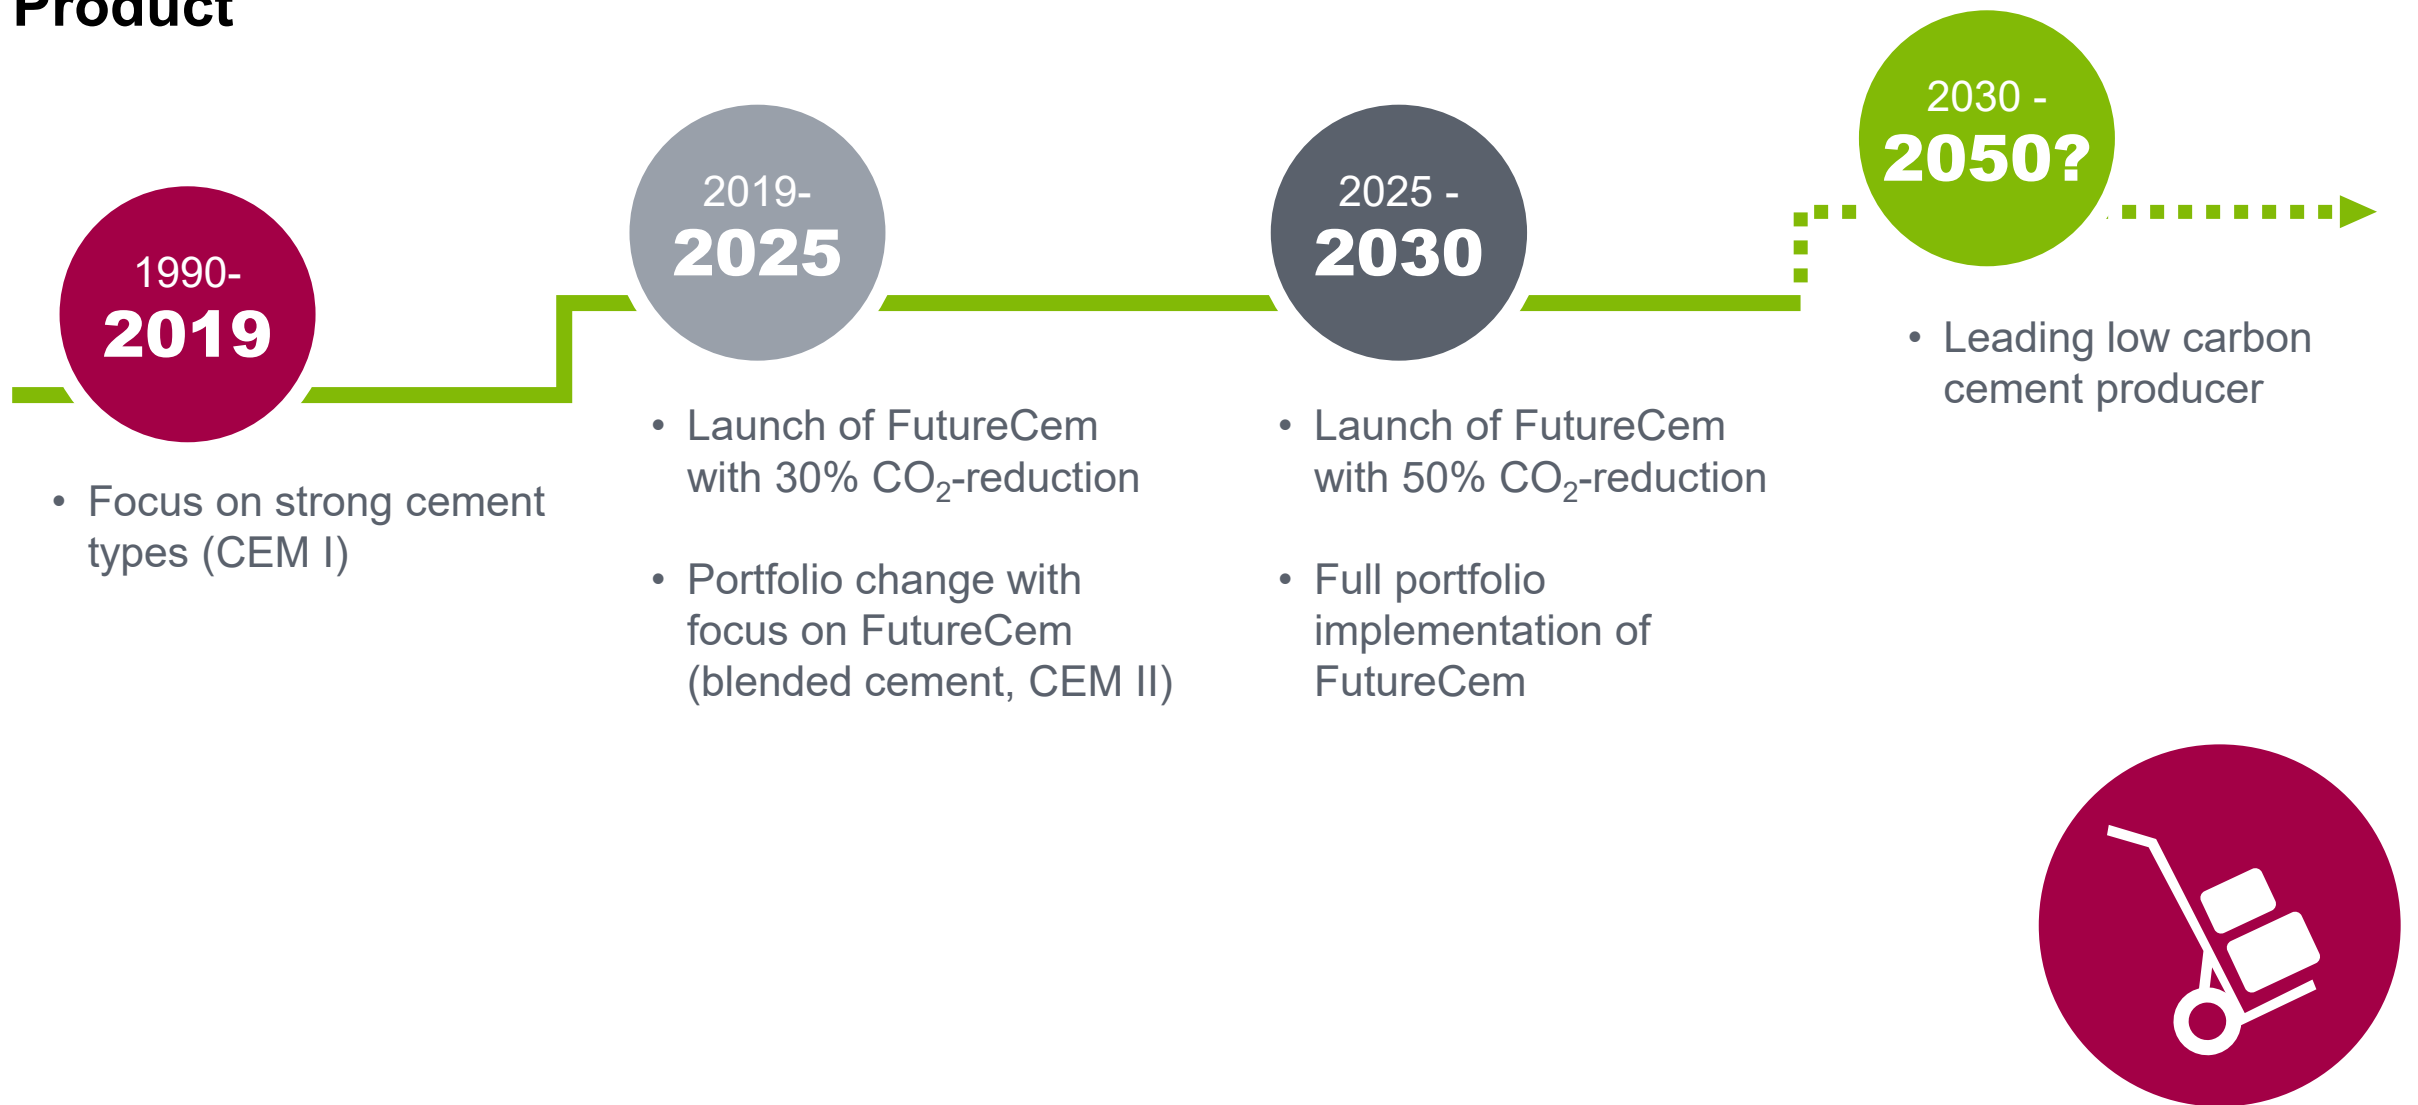 Product
1990-
2019
• Focus on strong cement
types (CEM I)
2019-
2025
• Launch of FutureCem
with 30% CO₂-reduction
• Portfolio change with
focus on FutureCem
(blended cement, CEM II)
2025 -
2030
• Launch of FutureCem
with 50% CO₂-reduction
• Full portfolio
implementation of
FutureCem
2030 -
2050?
• Leading low carbon
cement producer